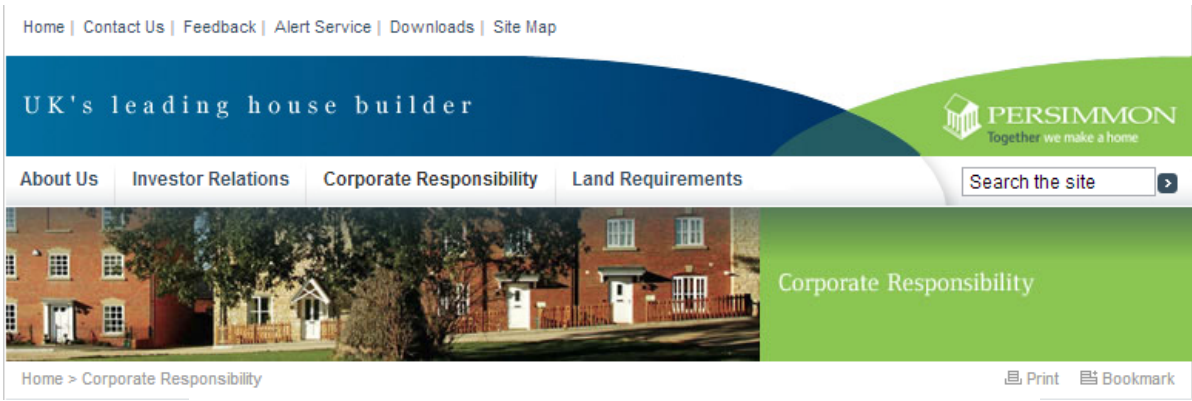 Home | Contact Us | Feedback | Alert Service | Downloads | Site Map
UK's leading house builder
PERSIMMON
Together we make a home
About Us Investor Relations Corporate Responsibility Land Requirements
Search the site
Corporate Responsibility
Home > Corporate Responsibility
Print Bookmark